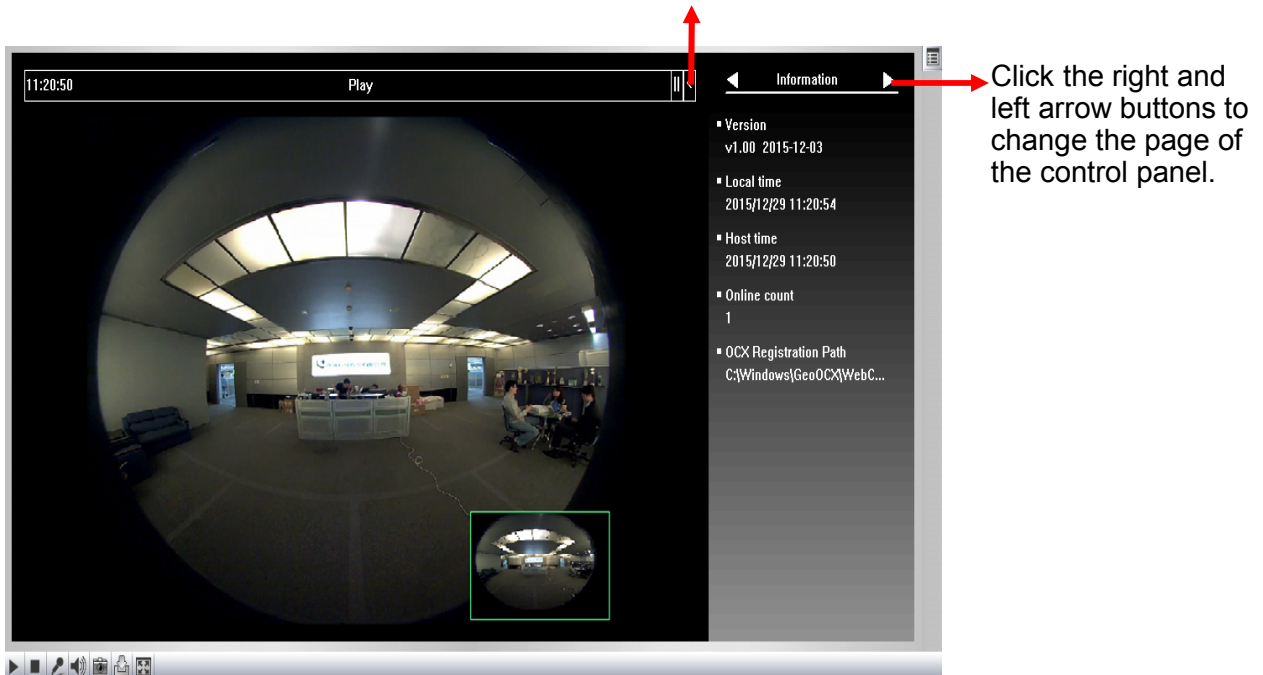 11:20:50 Play
Information
Version
v1.00 2015-12-03
Local time
2015/12/29 11:20:54
Host time
2015/12/29 11:20:50
Online count
1
OCX Registration Path
C:\Windows\GeoOCX\WebC...
Click the right and
left arrow buttons to
change the page of
the control panel.